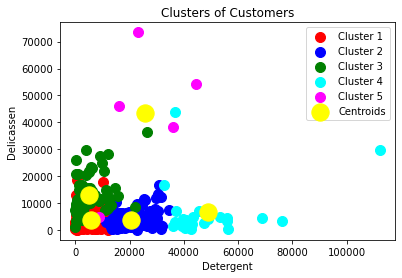 Clusters of Customers
70000
60000
50000
40000
30000
20000
10000
0
Delicassen
0 20000 40000 60000 80000 100000
Detergent
Cluster 1
Cluster 2
Cluster 3
Cluster 4
Cluster 5
Centroids